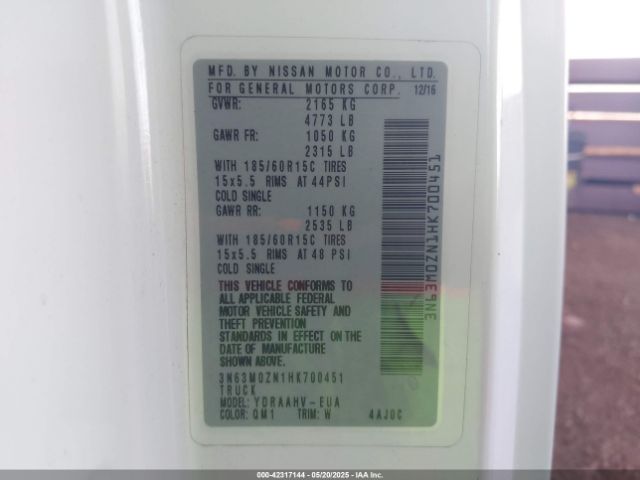 MFD. BY NISSAN MOTOR CO., LTD.
FOR GENERAL MOTORS CORP. 12/16
GVWR: 2165 KG
4773 LB
GAWR FR: 1050 KG
2315 LB
WITH 185/60R15C TIRES
15x5.5 RIMS AT 44PSI
COLD SINGLE
GAWR RR: 1150 KG
2535 LB
WITH 185/60R15C TIRES
15x5.5 RIMS AT 48 PSI
COLD SINGLE
THIS VEHICLE CONFORMS TO
ALL APPLICABLE FEDERAL
MOTOR VEHICLE SAFETY AND
THEFT PREVENTION
STANDARDS IN EFFECT ON THE
DATE OF MANUFACTURE
SHOWN ABOVE.
3N63M0ZN1HK700451
TRUCK
MODEL: YDRAAHV-EUA
COLOR: QM1 TRIM: W 4AJ0C
3N63M0ZN1HK700451
000-42317144 — 05/20/2025 — IAA Inc.